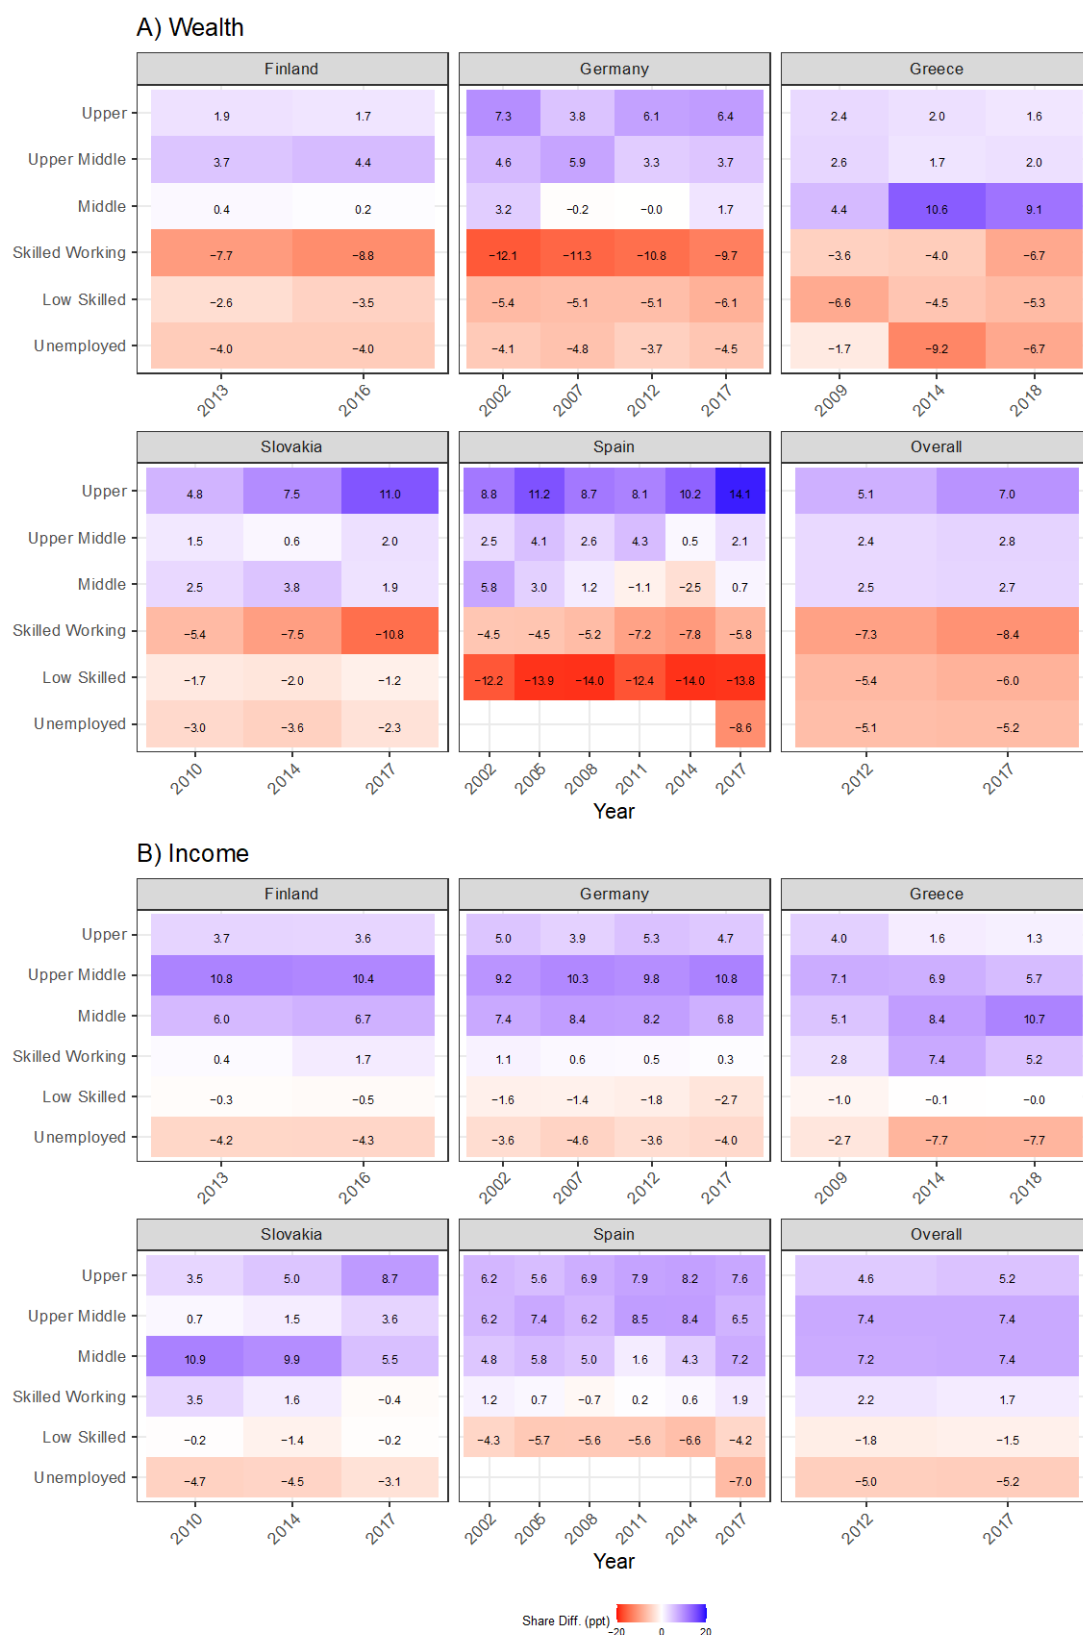 A) Wealth
Finland Germany Greece
Upper 1.9 1.7 7.3 3.8 6.1 6.4 2.4 2.0 1.6
Upper Middle 3.7 4.4 4.6 5.9 3.3 3.7 2.6 1.7 2.0
Middle 0.4 0.2 3.2 −0.2 −0.0 1.7 4.4 10.6 9.1
Skilled Working −7.7 −8.8 −12.1 −11.3 −10.8 −9.7 −3.6 −4.0 −6.7
Low Skilled −2.6 −3.5 −5.4 −5.1 −5.1 −6.1 −6.6 −4.5 −5.3
Unemployed −4.0 −4.0 −4.1 −4.8 −3.7 −4.5 −1.7 −9.2 −6.7
2013 2016 2002 2007 2012 2017 2009 2014 2018
Slovakia Spain Overall
Upper 4.8 7.5 11.0 8.8 11.2 8.7 8.1 10.2 14.1 5.1 7.0
Upper Middle 1.5 0.6 2.0 2.5 4.1 2.6 4.3 0.5 2.1 2.4 2.8
Middle 2.5 3.8 1.9 5.8 3.0 1.2 −1.1 −2.5 0.7 2.5 2.7
Skilled Working −5.4 −7.5 −10.8 −4.5 −4.5 −5.2 −7.2 −7.8 −5.8 −7.3 −8.4
Low Skilled −1.7 −2.0 −1.2 −12.2 −13.9 −14.0 −12.4 −14.0 −13.8 −5.4 −6.0
Unemployed −3.0 −3.6 −2.3 −8.6 −5.1 −5.2
2010 2014 2017 2002 2005 2008 2011 2014 2017 2012 2017
Year
B) Income
Finland Germany Greece
Upper 3.7 3.6 5.0 3.9 5.3 4.7 4.0 1.6 1.3
Upper Middle 10.8 10.4 9.2 10.3 9.8 10.8 7.1 6.9 5.7
Middle 6.0 6.7 7.4 8.4 8.2 6.8 5.1 8.4 10.7
Skilled Working 0.4 1.7 1.1 0.6 0.5 0.3 2.8 7.4 5.2
Low Skilled −0.3 −0.5 −1.6 −1.4 −1.8 −2.7 −1.0 −0.1 −0.0
Unemployed −4.2 −4.3 −3.6 −4.6 −3.6 −4.0 −2.7 −7.7 −7.7
2013 2016 2002 2007 2012 2017 2009 2014 2018
Slovakia Spain Overall
Upper 3.5 5.0 8.7 6.2 5.6 6.9 7.9 8.2 7.6 4.6 5.2
Upper Middle 0.7 1.5 3.6 6.2 7.4 6.2 8.5 8.4 6.5 7.4 7.4
Middle 10.9 9.9 5.5 4.8 5.8 5.0 1.6 4.3 7.2 7.2 7.4
Skilled Working 3.5 1.6 −0.4 1.2 0.7 −0.7 0.2 0.6 1.9 2.2 1.7
Low Skilled −0.2 −1.4 −0.2 −4.3 −5.7 −5.6 −5.6 −6.6 −4.2 −1.8 −1.5
Unemployed −4.7 −4.5 −3.1 −7.0 −5.0 −5.2
2010 2014 2017 2002 2005 2008 2011 2014 2017 2012 2017
Year
Share Diff. (ppt)
−20 0 20